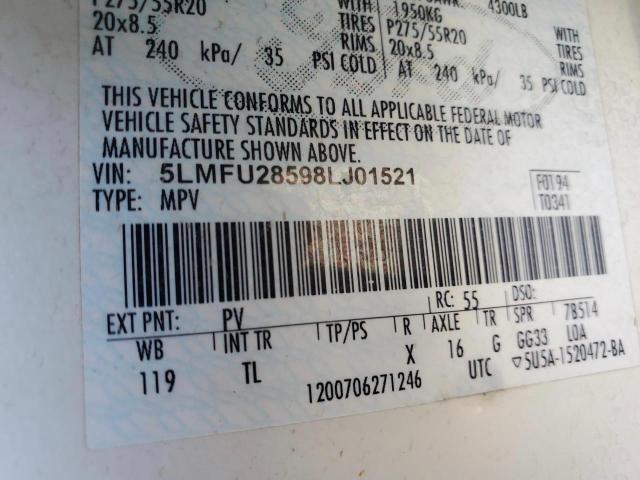 P275/55R20 WITH 1950KG 4300LB
20x8.5 TIRES P275/55R20 WITH
RIMS 20x8.5 TIRES
AT 240 kPa/ 35 PSI COLD AT 240 kPa/ 35 RIMS PSI COLD
THIS VEHICLE CONFORMS TO ALL APPLICABLE FEDERAL MOTOR
VEHICLE SAFETY STANDARDS IN EFFECT ON THE DATE OF
MANUFACTURE SHOWN ABOVE.
VIN: 5LMFU28598LJ01521 F0194
TYPE: MPV T0341
EXT PNT: PV RC: 55 DSO:
WB INT TR TP/PS R AXLE TR SPR 7B514
119 TL X 16 G GG33 LOA
1200706271246 UTC ▽5U5A-1520472-BA